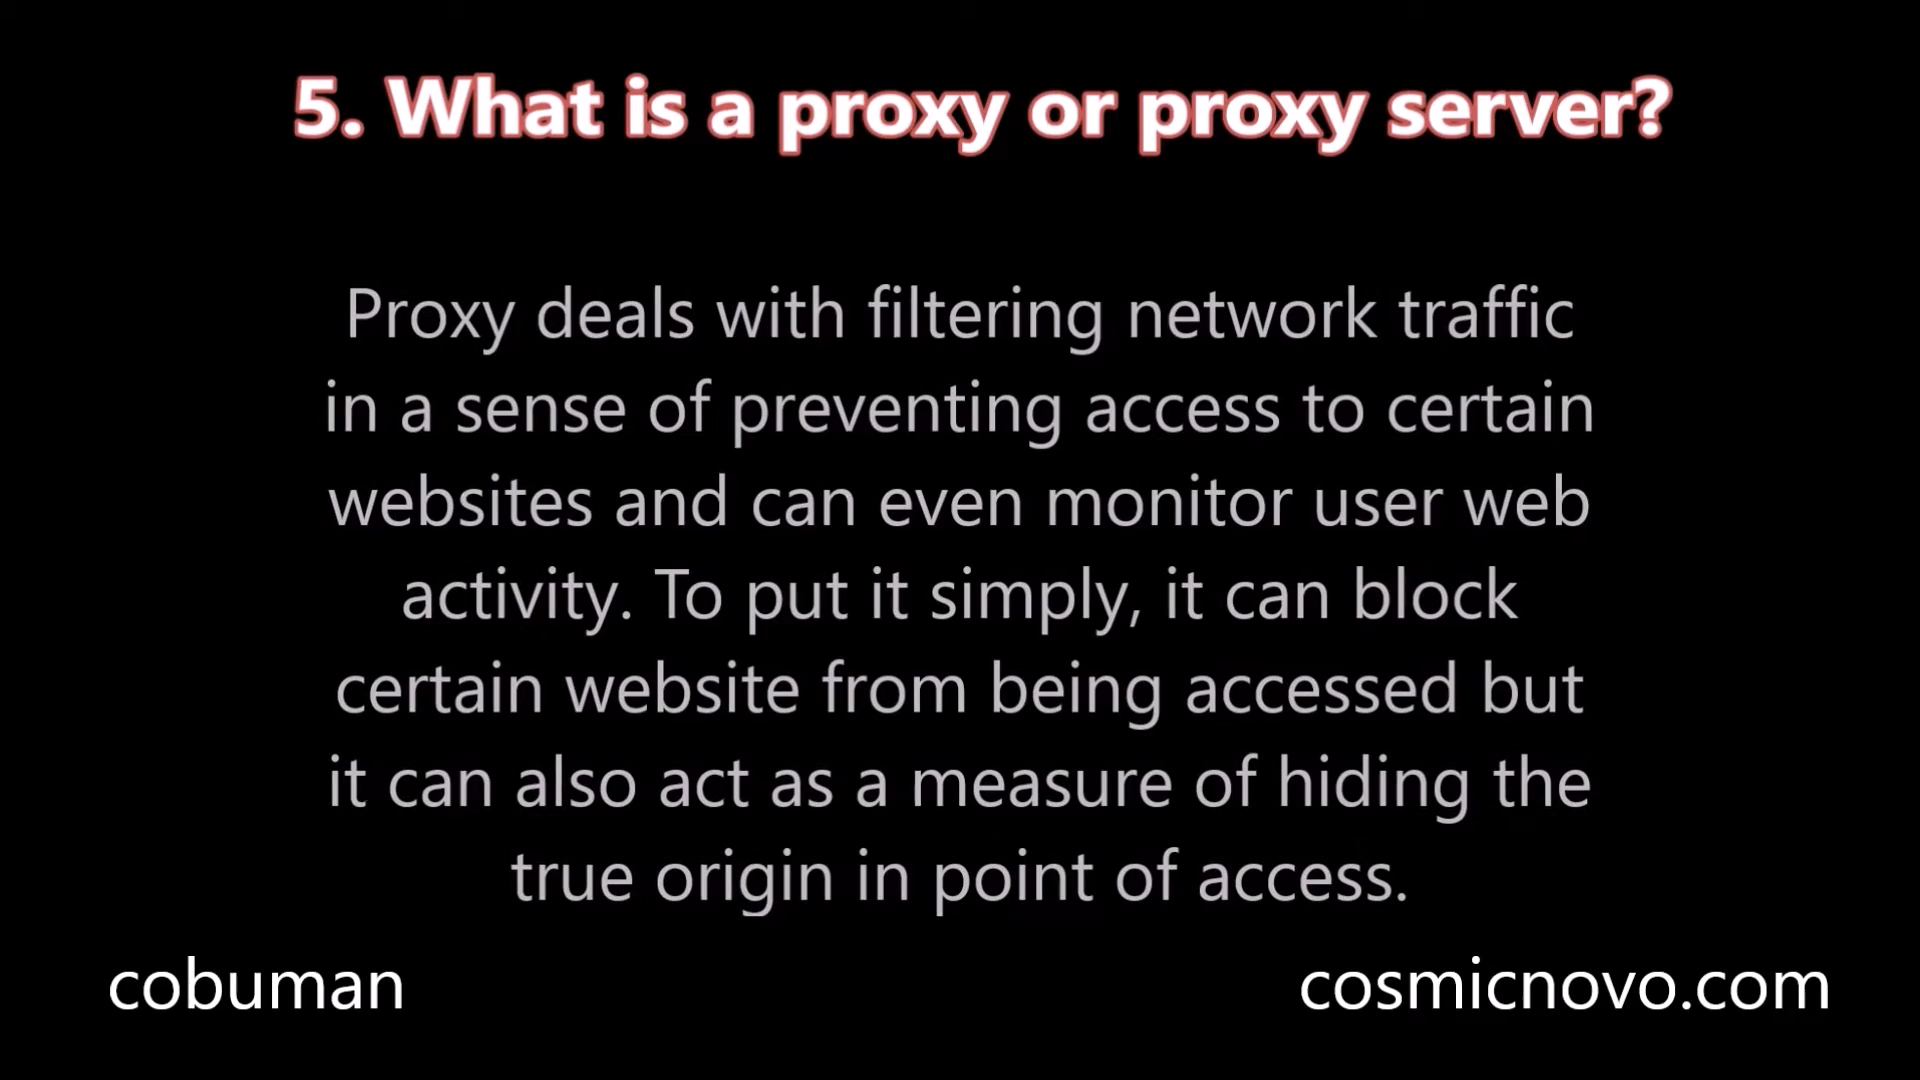 5. What is a proxy or proxy server?
Proxy deals with filtering network traffic
in a sense of preventing access to certain
websites and can even monitor user web
activity. To put it simply, it can block
certain website from being accessed but
it can also act as a measure of hiding the
true origin in point of access.
cobuman
cosmicnovo.com